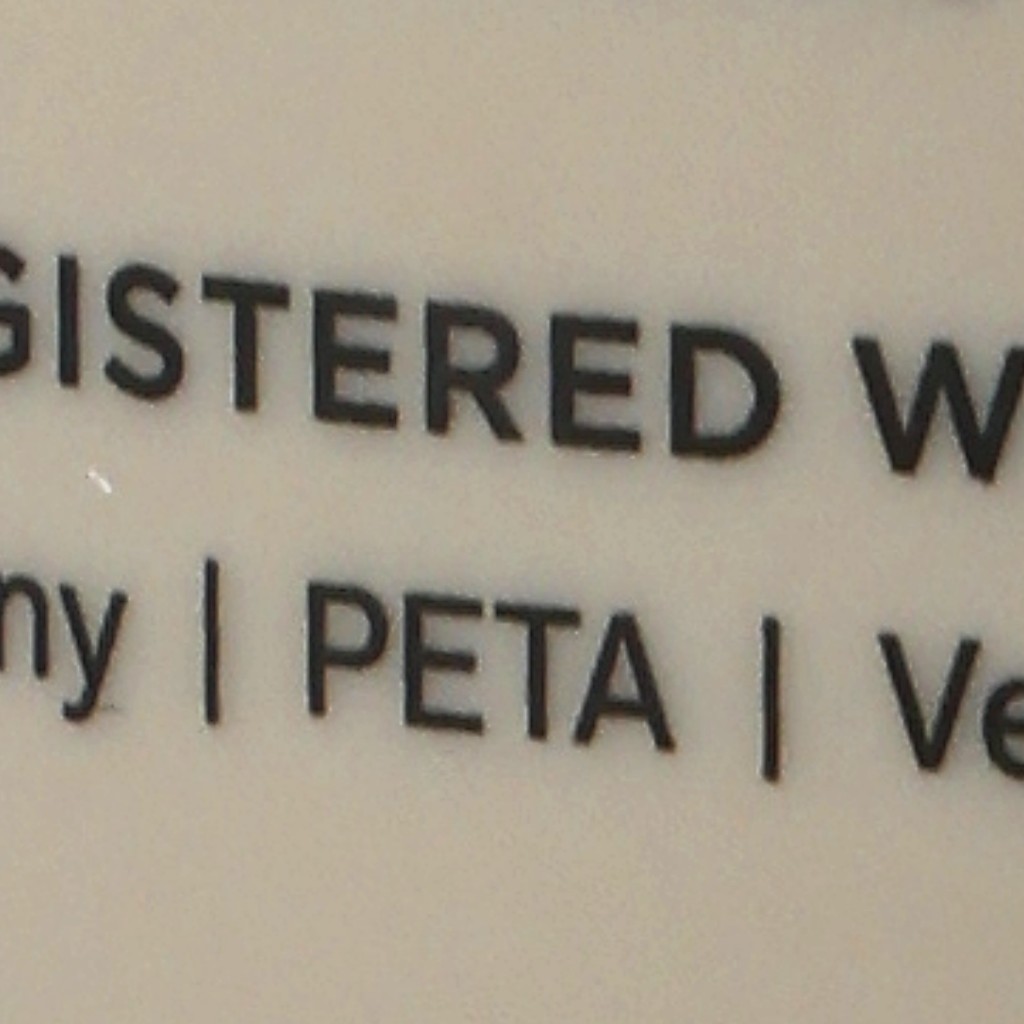 GISTERED W
ny | PETA | Ve